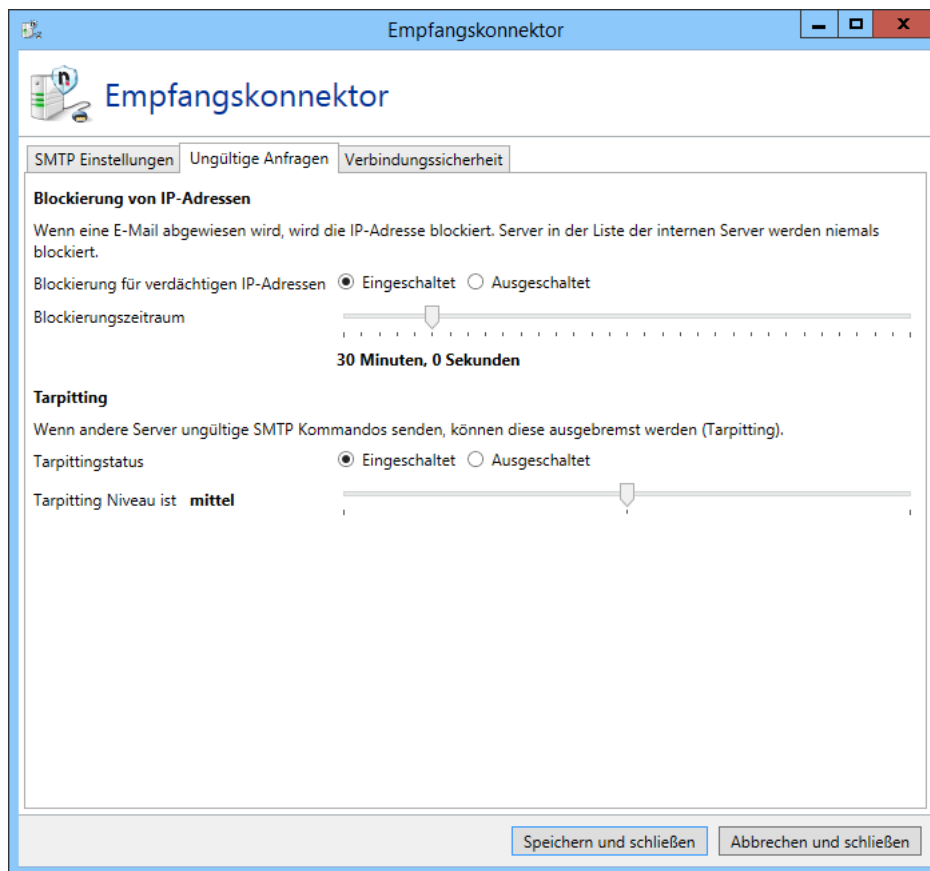 Empfangskonnektor
Empfangskonnektor
SMTP Einstellungen Ungültige Anfragen Verbindungssicherheit
Blockierung von IP-Adressen
Wenn eine E-Mail abgewiesen wird, wird die IP-Adresse blockiert. Server in der Liste der internen Server werden niemals
blockiert.
Blockierung für verdächtigen IP-Adressen Eingeschaltet Ausgeschaltet
Blockierungszeitraum
30 Minuten, 0 Sekunden
Tarpitting
Wenn andere Server ungültige SMTP Kommandos senden, können diese ausgebremst werden (Tarpitting).
Tarpittingstatus Eingeschaltet Ausgeschaltet
Tarpitting Niveau ist mittel
Speichern und schließen Abbrechen und schließen